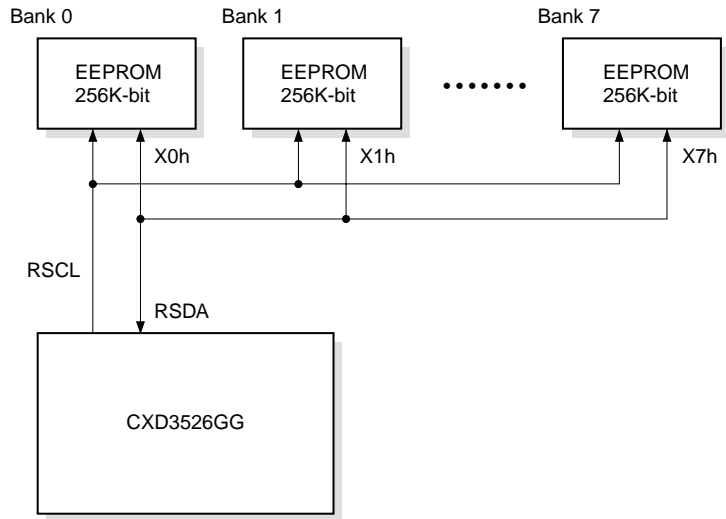 Bank 0
Bank 1
Bank 7
EEPROM
256K-bit
EEPROM
256K-bit
EEPROM
256K-bit
X0h
X1h
X7h
RSCL
RSDA
CXD3526GG